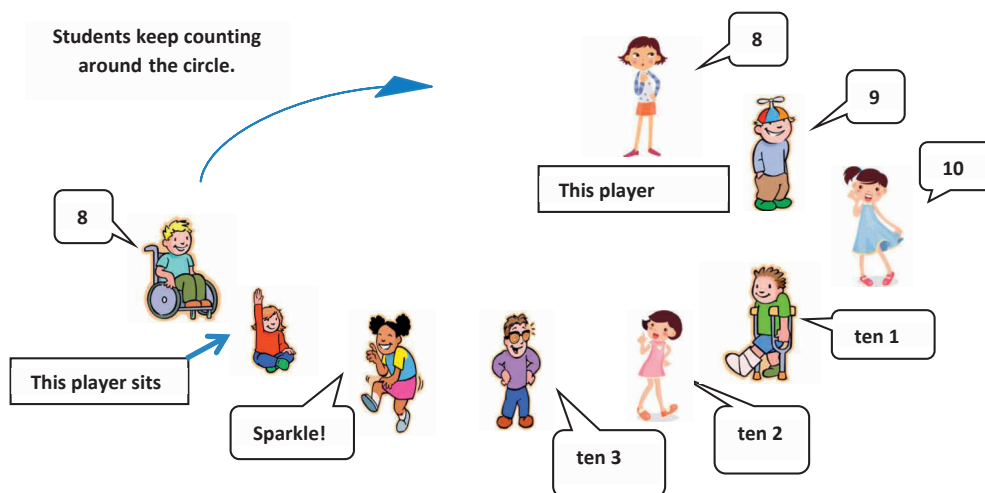 Students keep counting
around the circle.
8
9
This player
10
8
ten 1
This player sits
Sparkle!
ten 2
ten 3